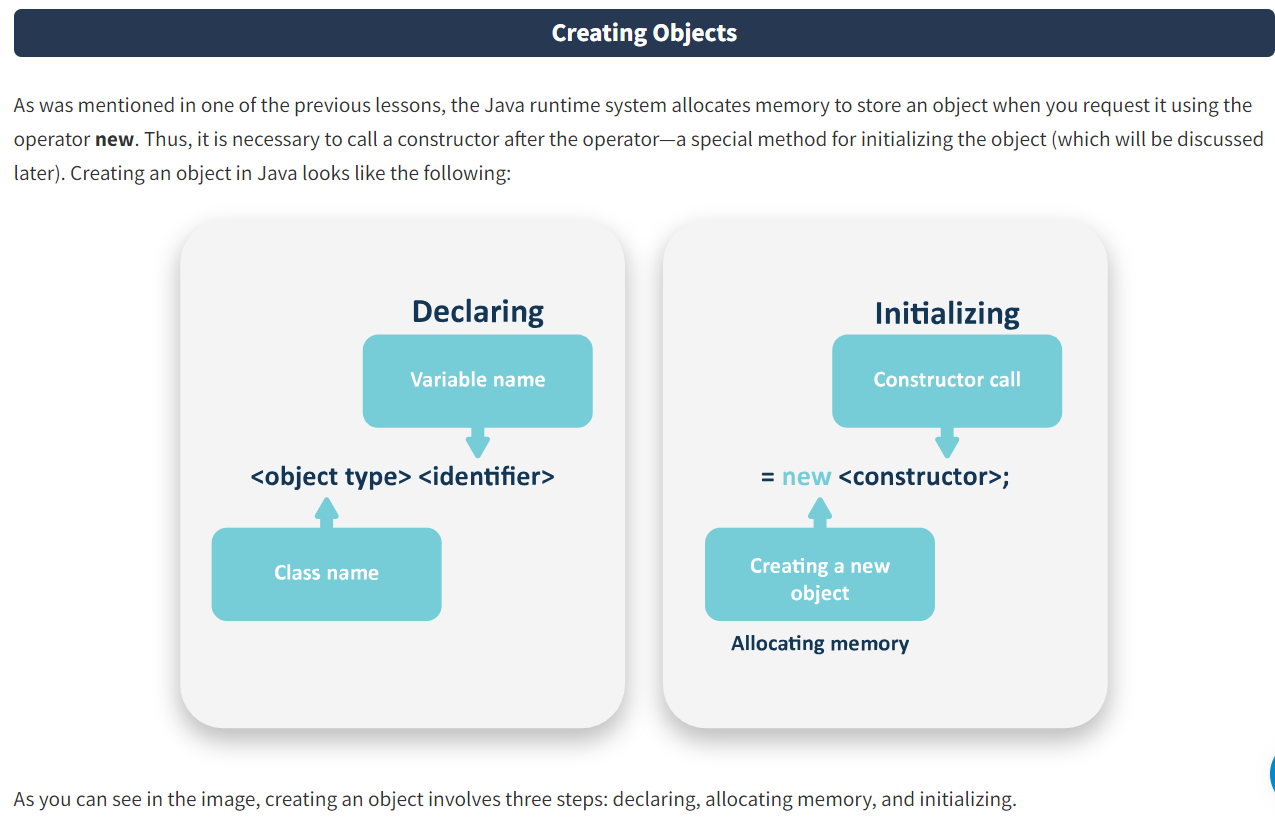 Creating Objects
As was mentioned in one of the previous lessons, the Java runtime system allocates memory to store an object when you request it using the
operator new. Thus, it is necessary to call a constructor after the operator—a special method for initializing the object (which will be discussed
later). Creating an object in Java looks like the following:
Declaring
Variable name
<object type> <identifier>
Class name
Initializing
Constructor call
= new <constructor>;
Creating a new
object
Allocating memory
As you can see in the image, creating an object involves three steps: declaring, allocating memory, and initializing.